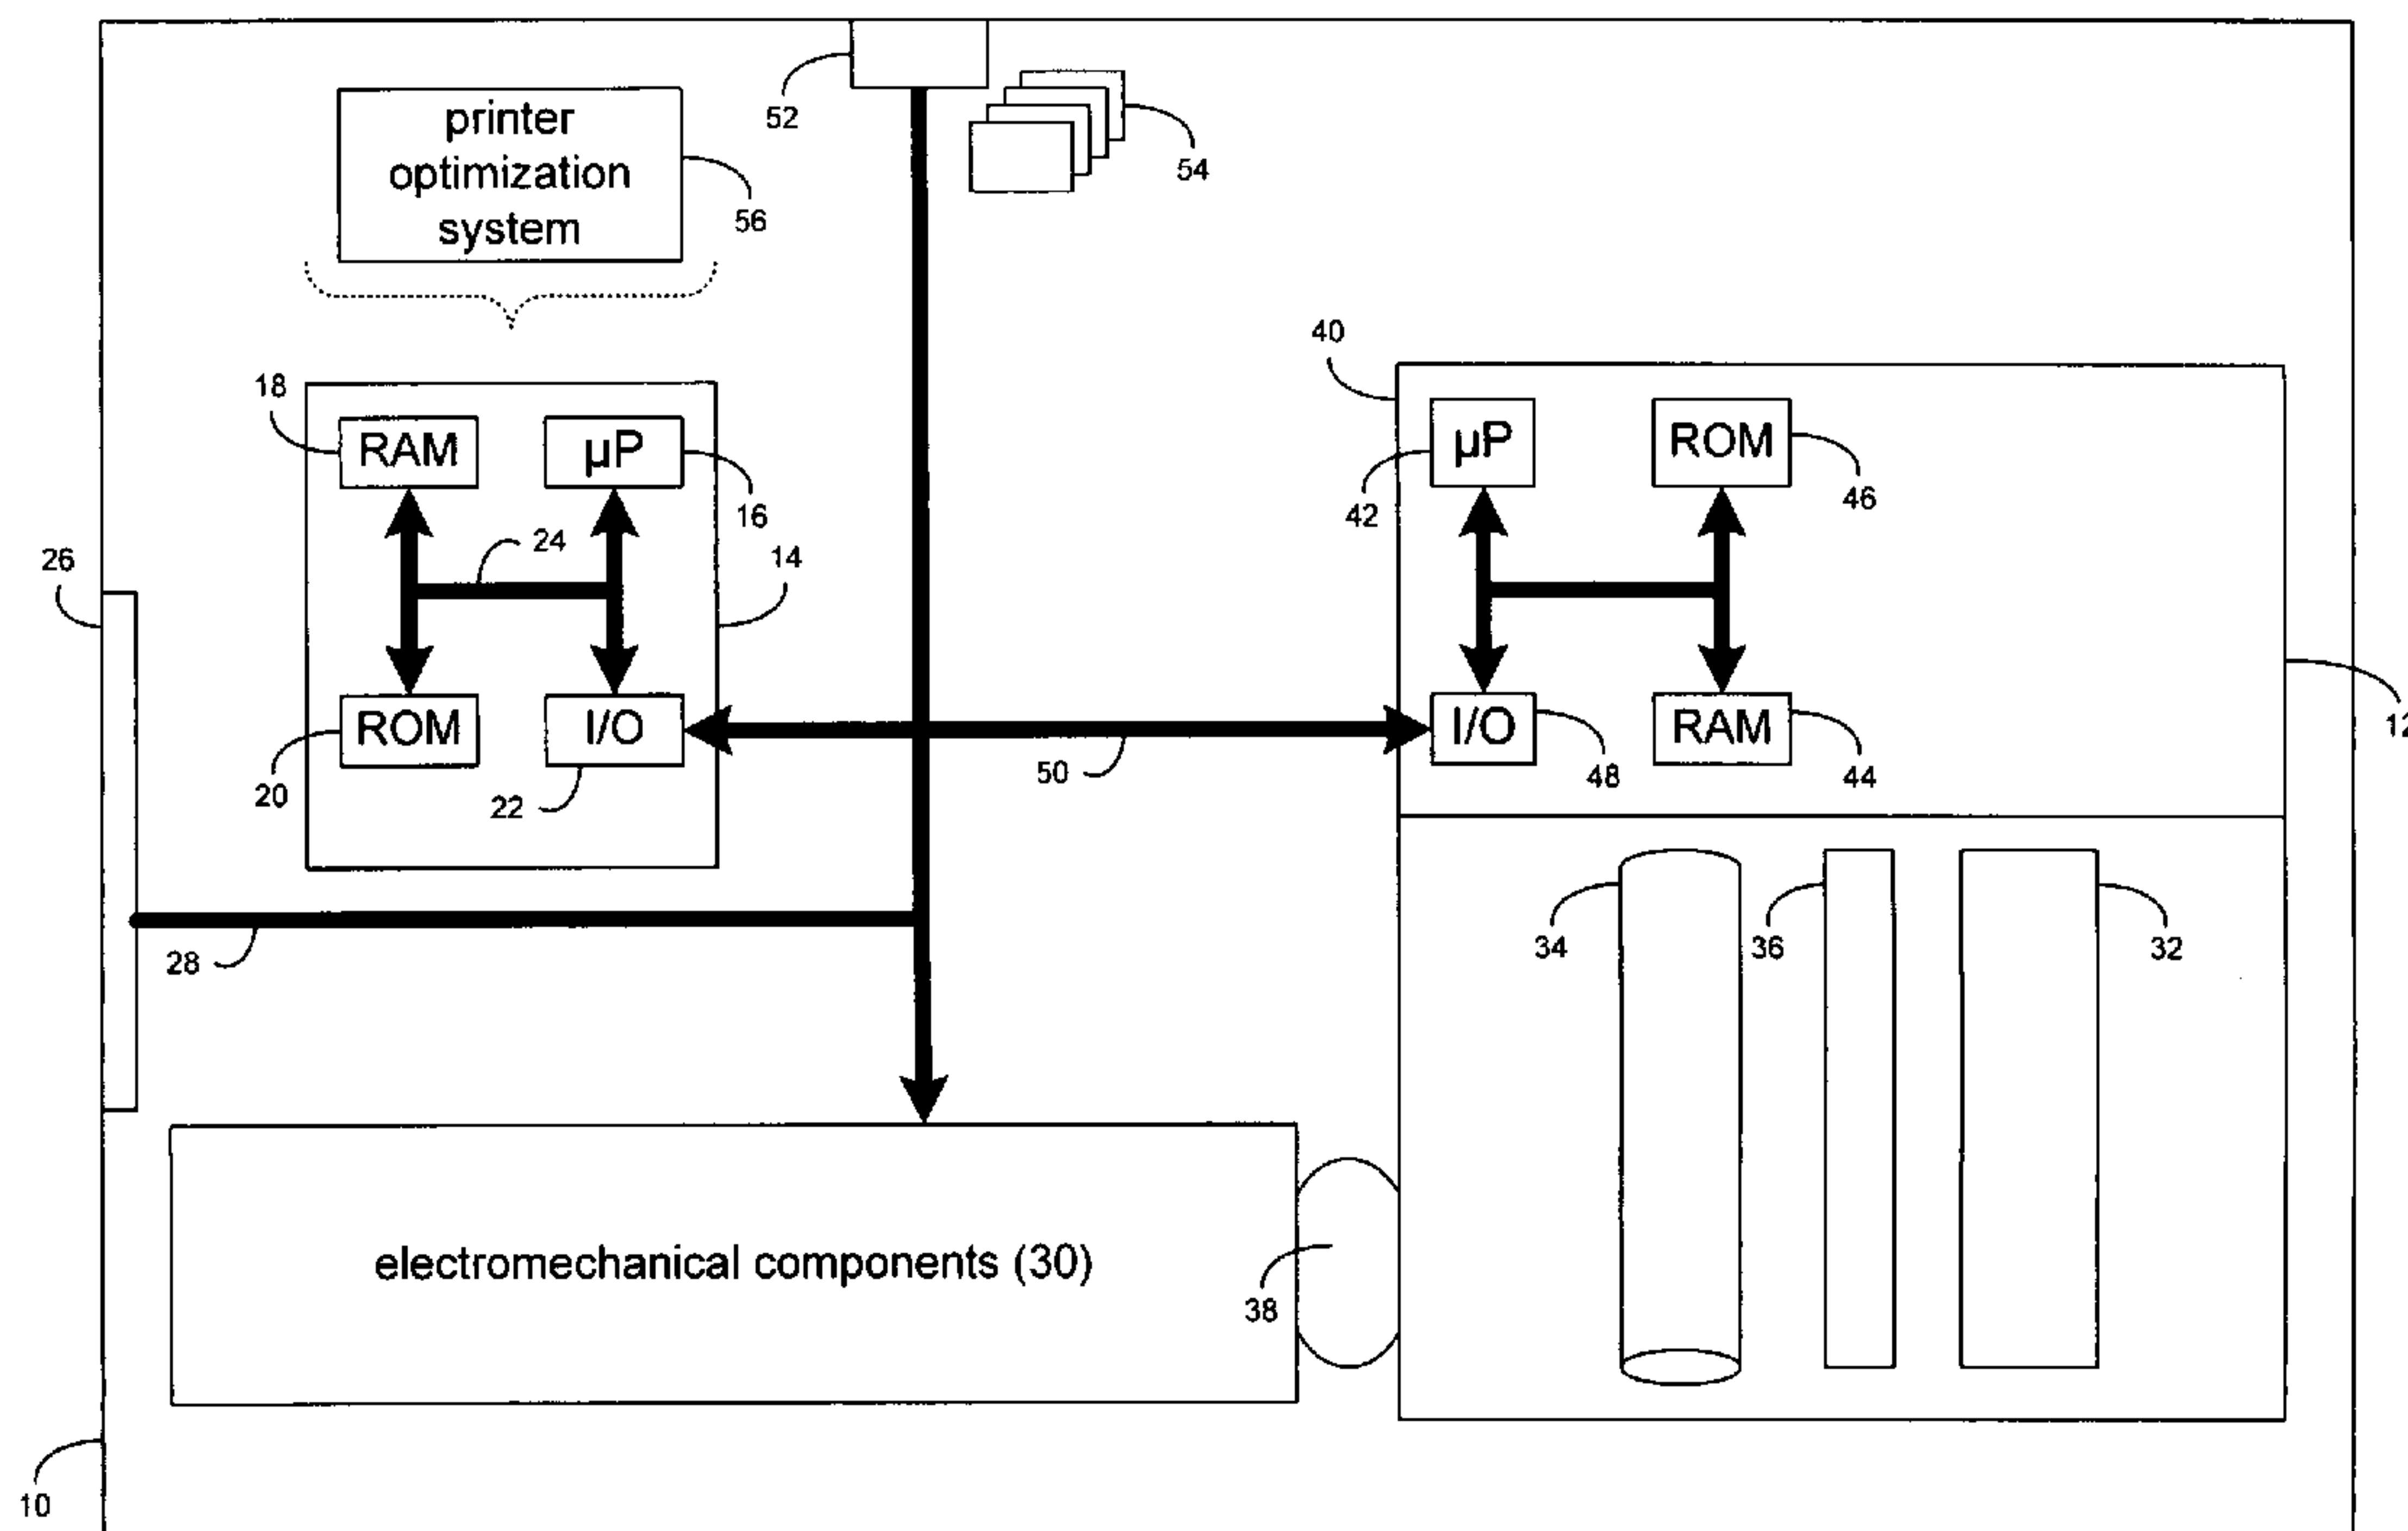 52
54
printer
optimization
system
56
40
18
RAM
µP
16
µP
ROM
42
46
24
14
26
12
ROM
I/O
I/O
RAM
20
22
50
48
44
34
36
32
28
electromechanical components (30)
38
10